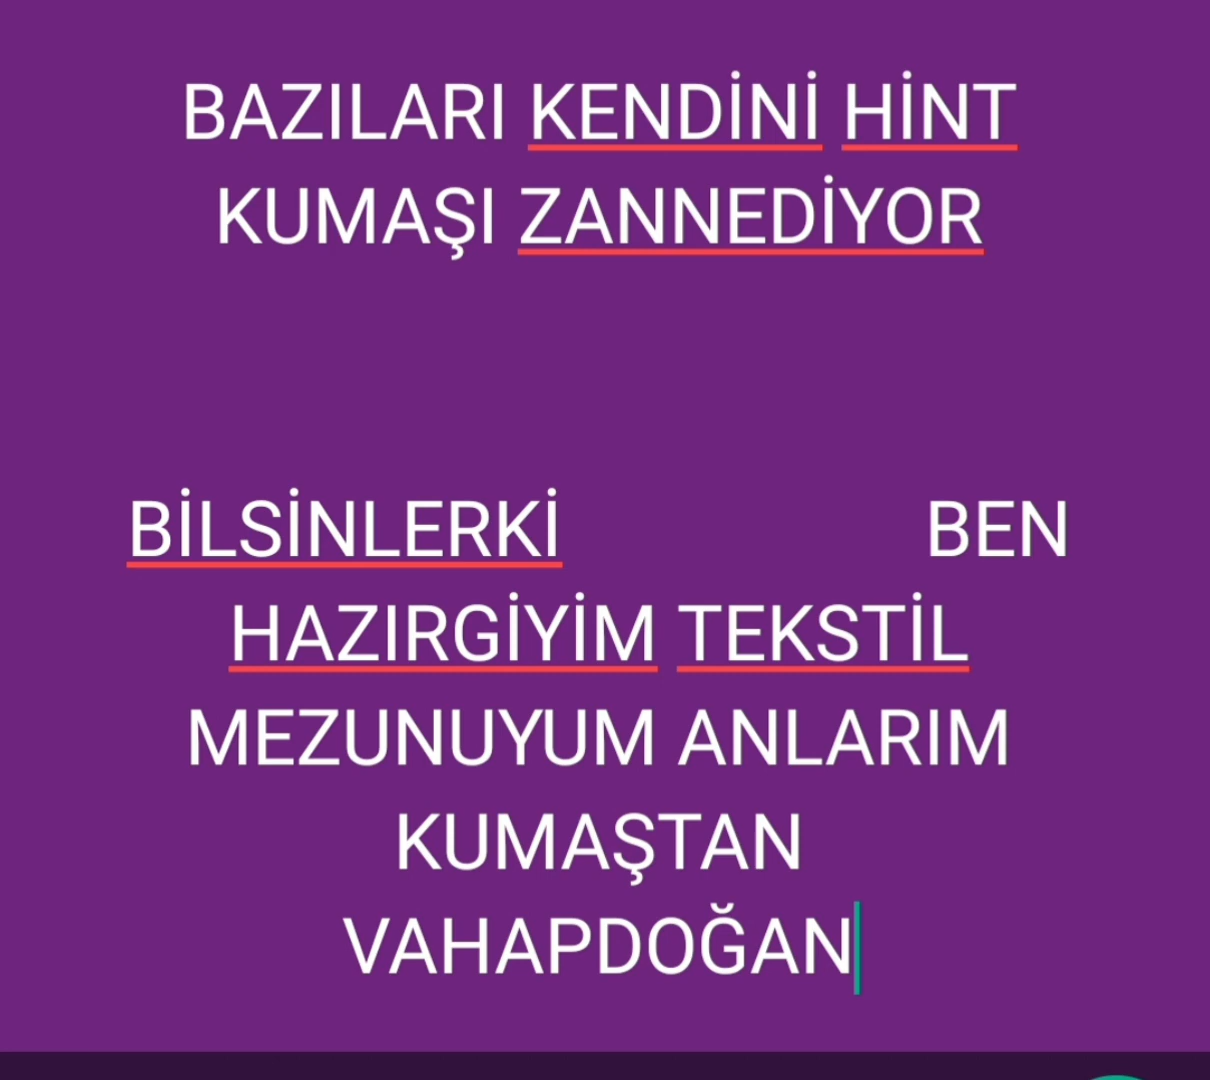 BAZILARI KENDİNİ HİNT
KUMAŞI ZANNEDİYOR
BİLSİNLERKİ BEN
HAZIRGİYİM TEKSTİL
MEZUNUYUM ANLARIM
KUMAŞTAN
VAHAPDOĞAN